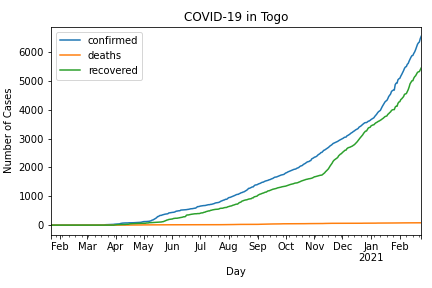 COVID-19 in Togo
confirmed
deaths
recovered
Number of Cases
6000
5000
4000
3000
2000
1000
0
Feb Mar Apr May Jun Jul Aug Sep Oct Nov Dec Jan Feb
2021
Day